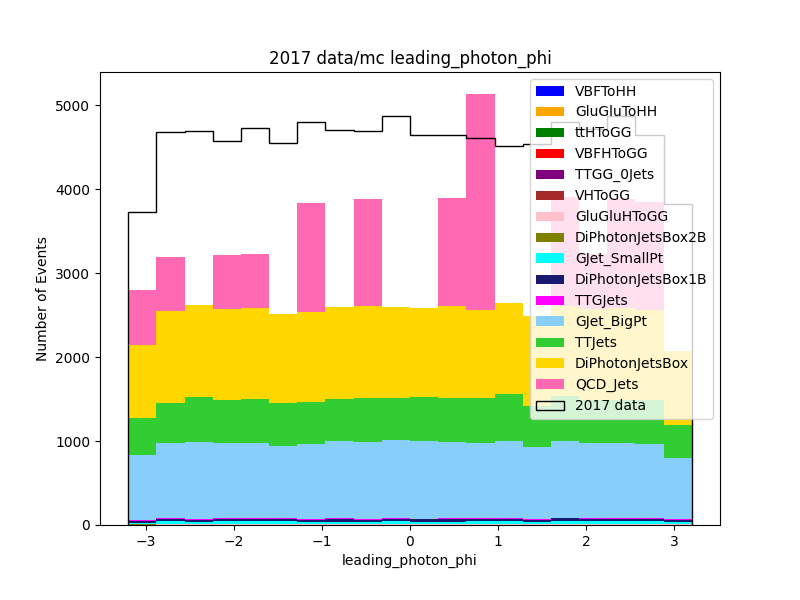 2017 data/mc leading_photon_phi
Number of Events
5000
4000
3000
2000
1000
0
−3
−2
−1
0
1
2
3
leading_photon_phi
VBFToHH
GluGluToHH
ttHToGG
VBFHToGG
TTGG_0Jets
VHToGG
GluGluHToGG
DiPhotonJetsBox2B
GJet_SmallPt
DiPhotonJetsBox1B
TTGJets
GJet_BigPt
TTJets
DiPhotonJetsBox
QCD_Jets
2017 data